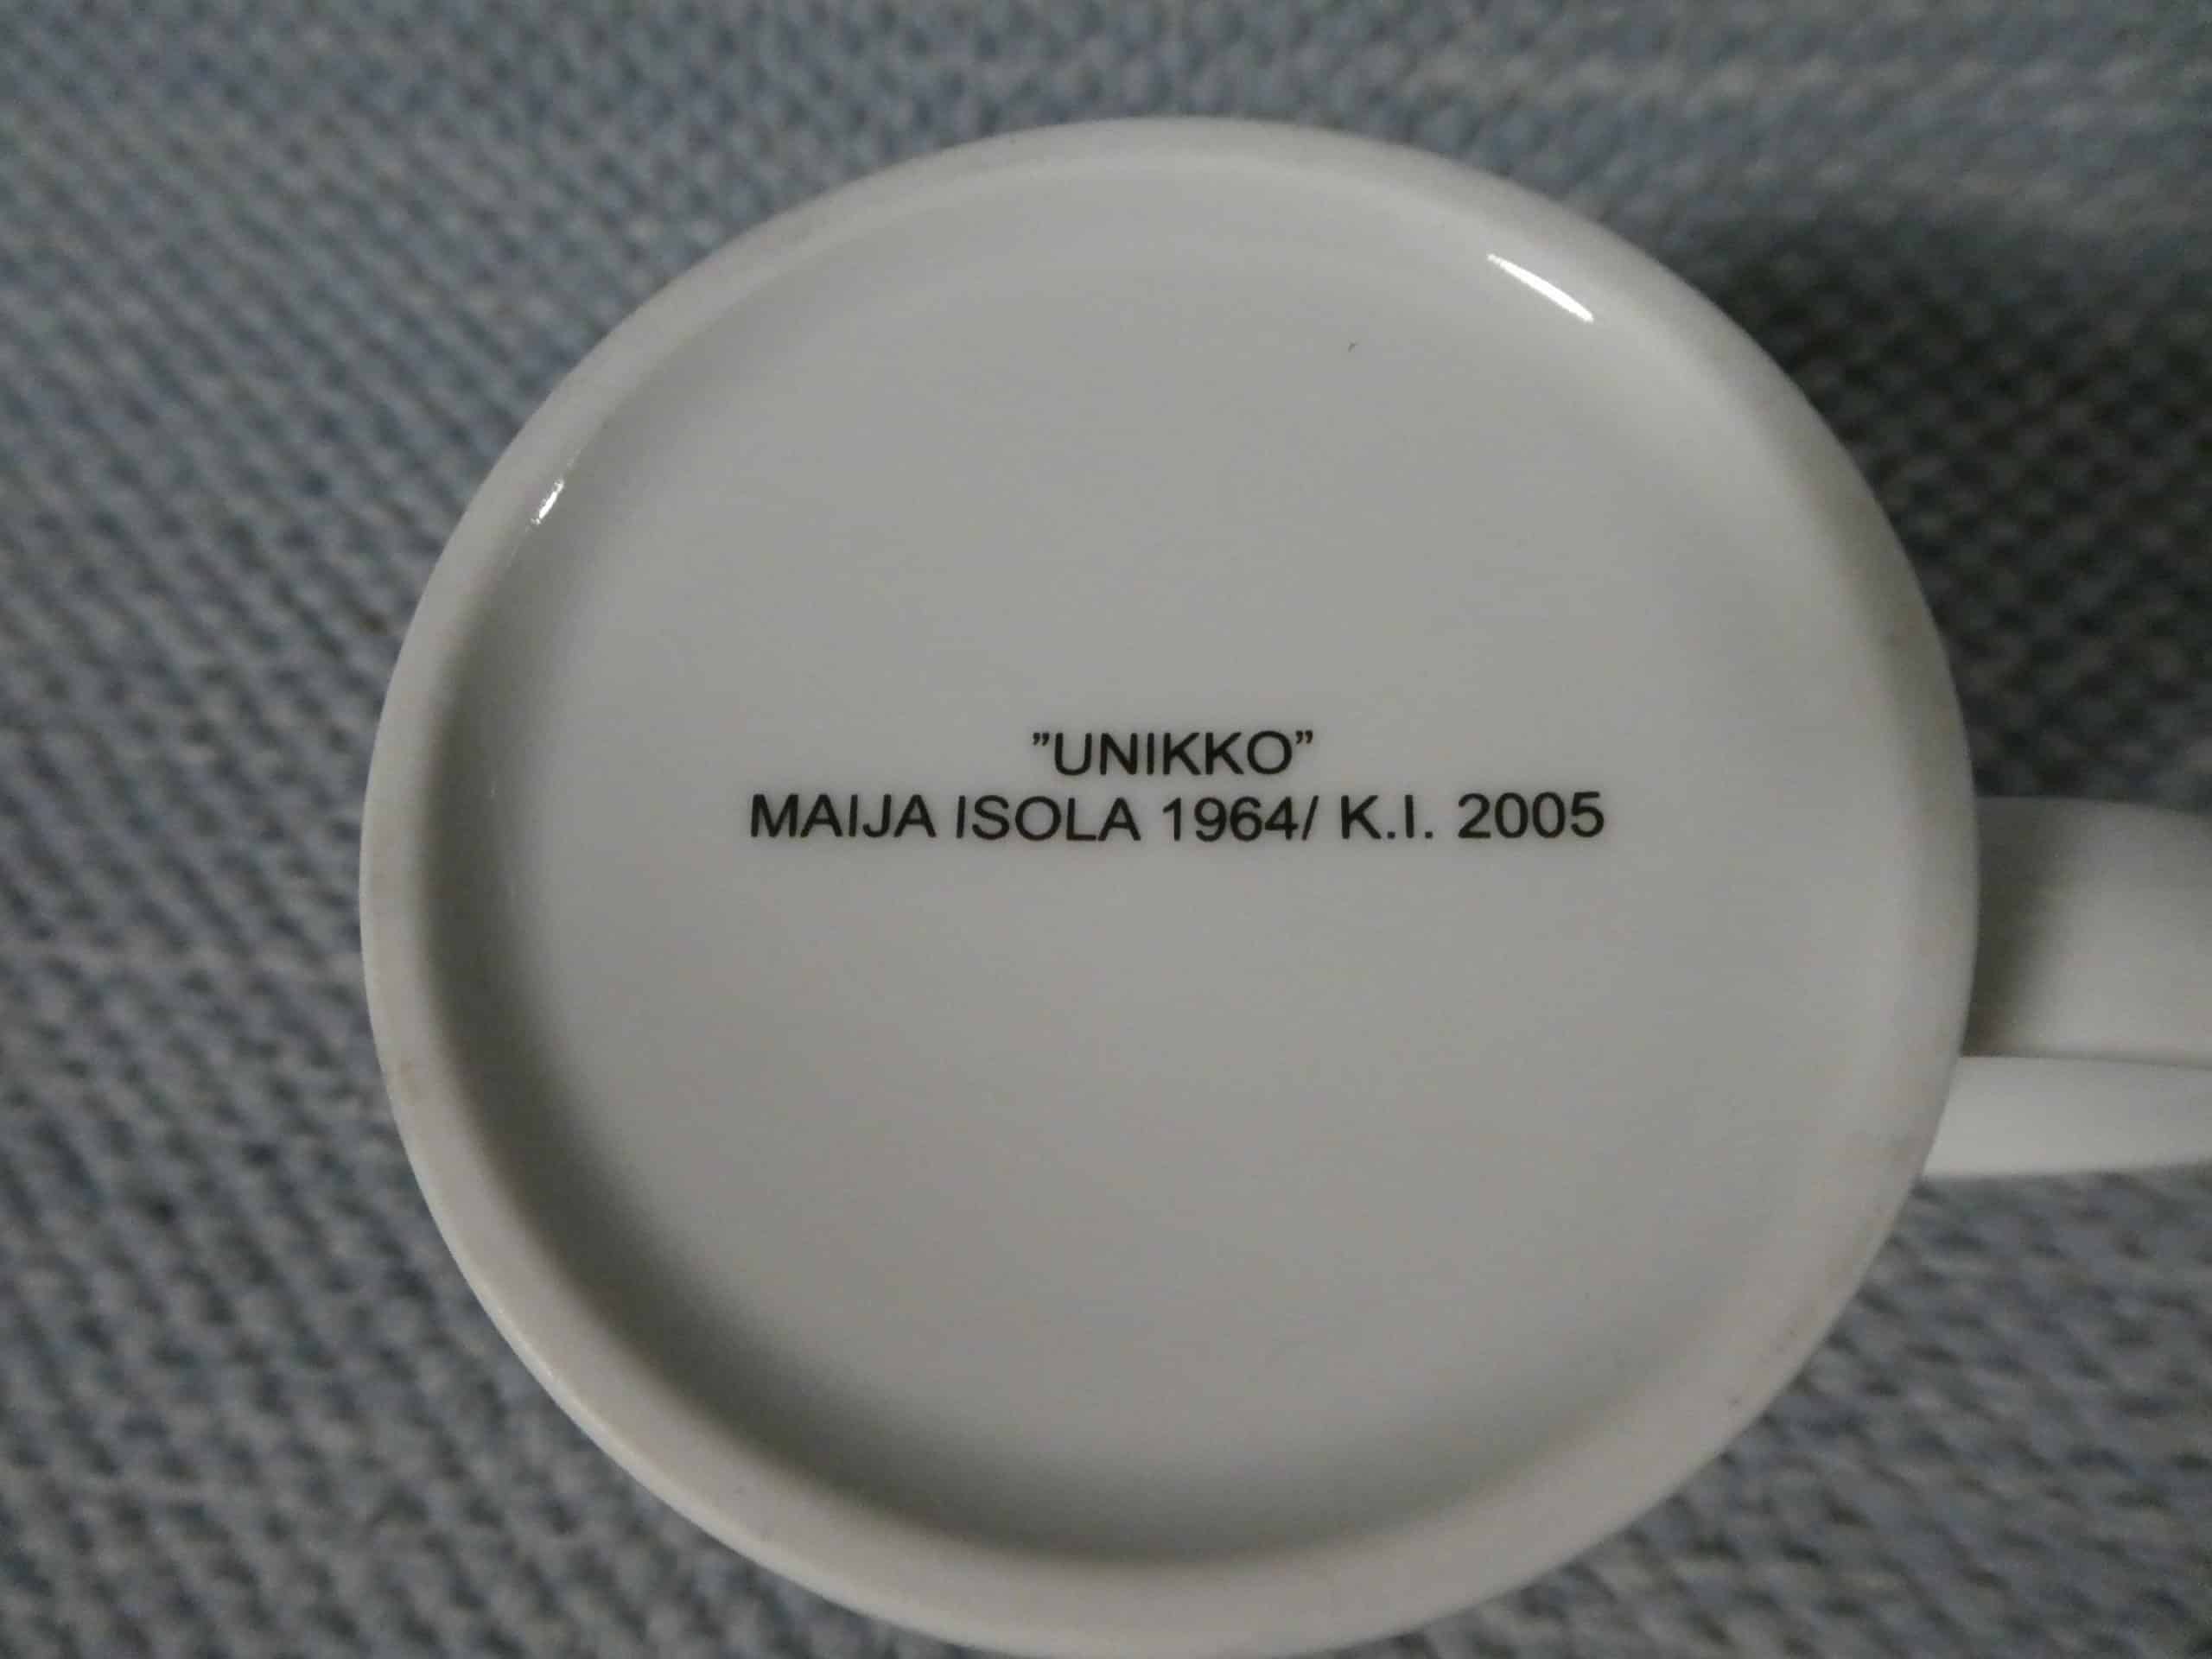 ”UNIKKO”
MAIJA ISOLA 1964/ K.I. 2005